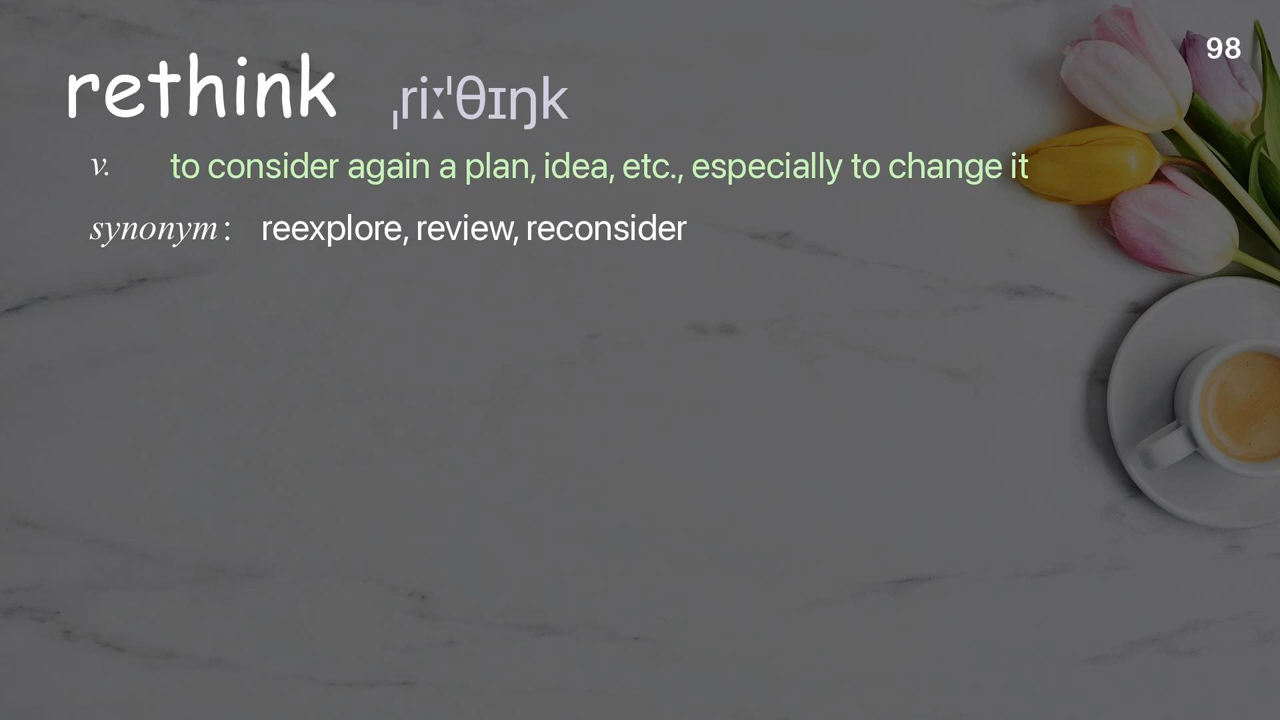 98
rethink ˌriːˈθɪŋk
v. to consider again a plan, idea, etc., especially to change it
synonym: reexplore, review, reconsider